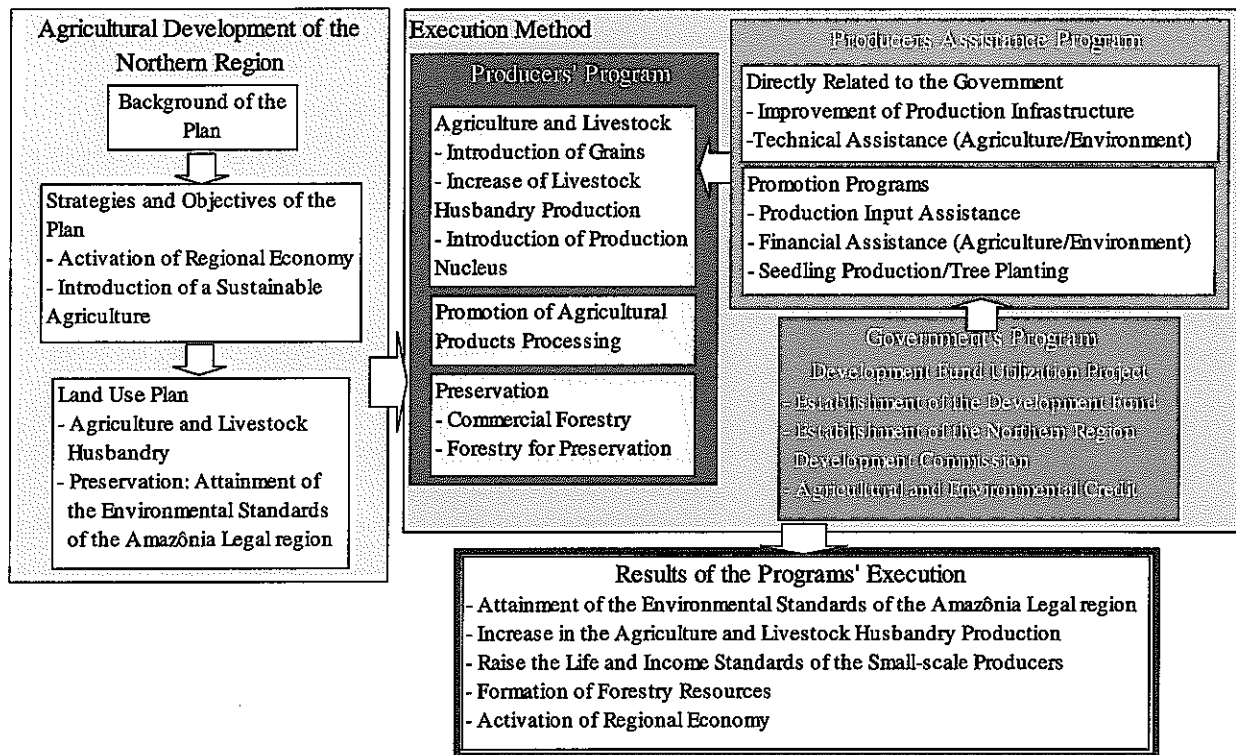 Agricultural Development of the
Northern Region
Background of the
Plan
Strategies and Objectives of the
Plan
- Activation of Regional Economy
- Introduction of a Sustainable
Agriculture
Land Use Plan
- Agriculture and Livestock
Husbandry
- Preservation: Attainment of
the Environmental Standards
of the Amazônia Legal region
Execution Method
Producers' Program
Agriculture and Livestock
- Introduction of Grains
- Increase of Livestock
Husbandry Production
- Introduction of Production
Nucleus
Promotion of Agricultural
Products Processing
Preservation
- Commercial Forestry
- Forestry for Preservation
Producers Assistance Program
Directly Related to the Government
- Improvement of Production Infrastructure
-Technical Assistance (Agriculture/Environment)
Promotion Programs
- Production Input Assistance
- Financial Assistance (Agriculture/Environment)
- Seedling Production/Tree Planting
Government's Program
Development Fund Utilization Project
- Establishment of the Development Fund
- Establishment of the Northern Region
Development Commission
- Agricultural and Environmental Credit
Results of the Programs' Execution
- Attainment of the Environmental Standards of the Amazônia Legal region
- Increase in the Agriculture and Livestock Husbandry Production
- Raise the Life and Income Standards of the Small-scale Producers
- Formation of Forestry Resources
- Activation of Regional Economy